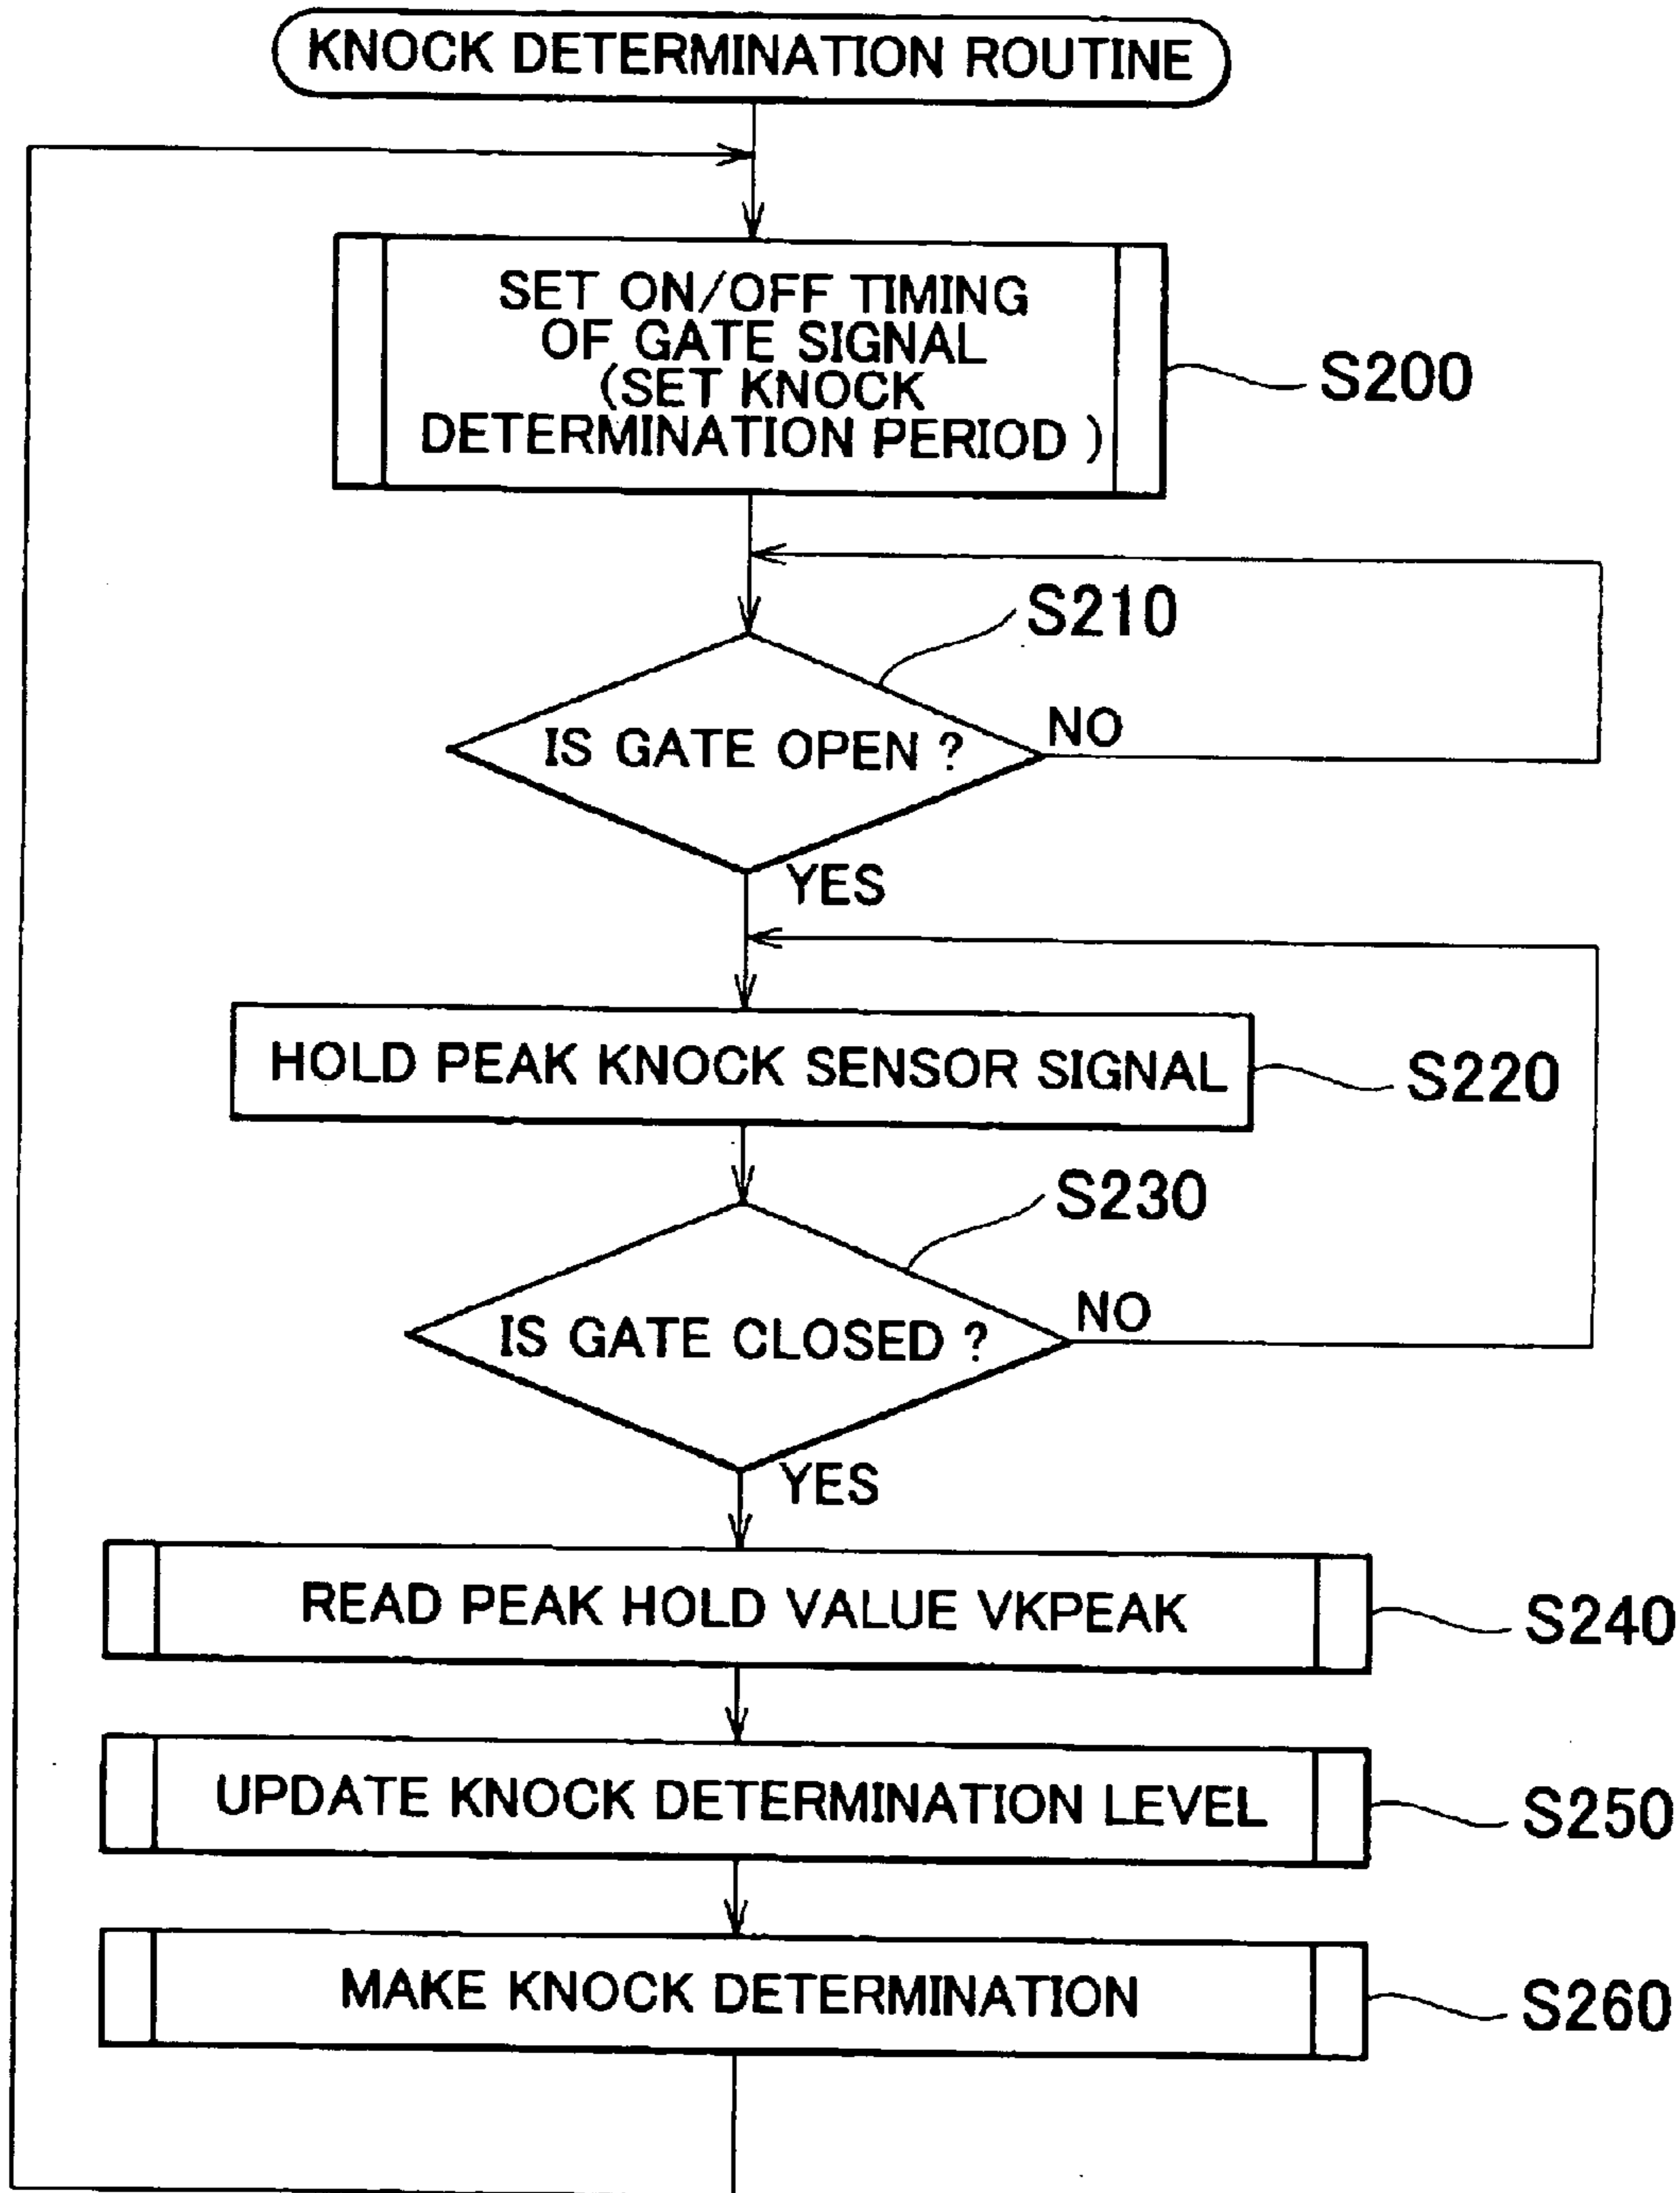 KNOCK DETERMINATION ROUTINE
SET ON/OFF TIMING
OF GATE SIGNAL
(SET KNOCK
DETERMINATION PERIOD )
S200
S210
IS GATE OPEN ?
NO
YES
HOLD PEAK KNOCK SENSOR SIGNAL
S220
S230
IS GATE CLOSED ?
NO
YES
READ PEAK HOLD VALUE VKPEAK
S240
UPDATE KNOCK DETERMINATION LEVEL
S250
MAKE KNOCK DETERMINATION
S260